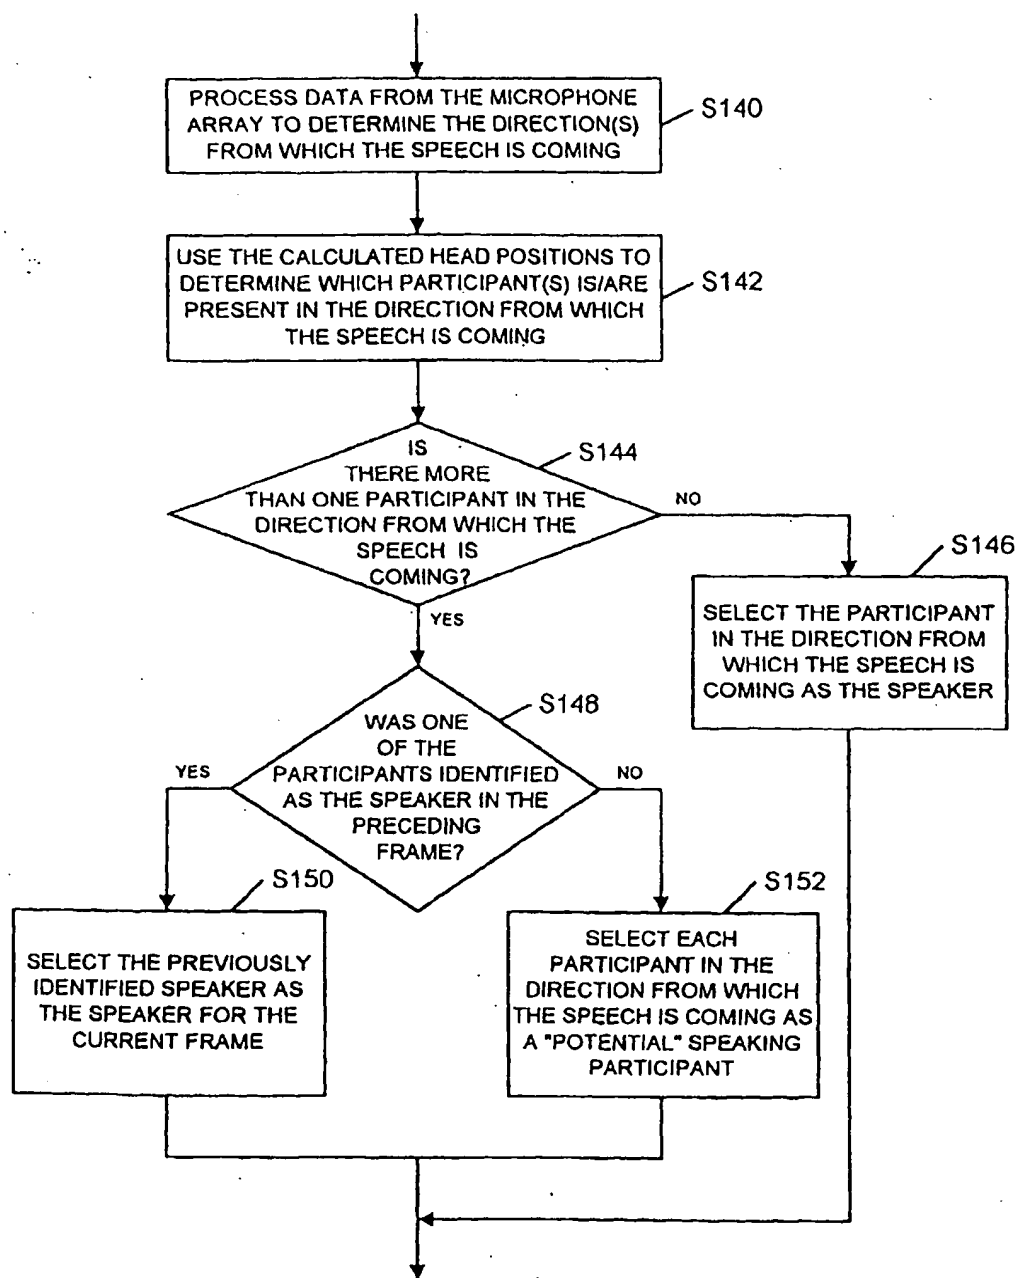 PROCESS DATA FROM THE MICROPHONE
ARRAY TO DETERMINE THE DIRECTION(S)
FROM WHICH THE SPEECH IS COMING
S140
USE THE CALCULATED HEAD POSITIONS TO
DETERMINE WHICH PARTICIPANT(S) IS/ARE
PRESENT IN THE DIRECTION FROM WHICH
THE SPEECH IS COMING
S142
IS
THERE MORE
THAN ONE PARTICIPANT IN THE
DIRECTION FROM WHICH THE
SPEECH IS
COMING?
S144
NO
YES
S146
SELECT THE PARTICIPANT
IN THE DIRECTION FROM
WHICH THE SPEECH IS
COMING AS THE SPEAKER
S148
WAS ONE
OF THE
PARTICIPANTS IDENTIFIED
AS THE SPEAKER IN THE
PRECEDING
FRAME?
YES
NO
S150
SELECT THE PREVIOUSLY
IDENTIFIED SPEAKER AS
THE SPEAKER FOR THE
CURRENT FRAME
S152
SELECT EACH
PARTICIPANT IN THE
DIRECTION FROM WHICH
THE SPEECH IS COMING AS
A "POTENTIAL" SPEAKING
PARTICIPANT